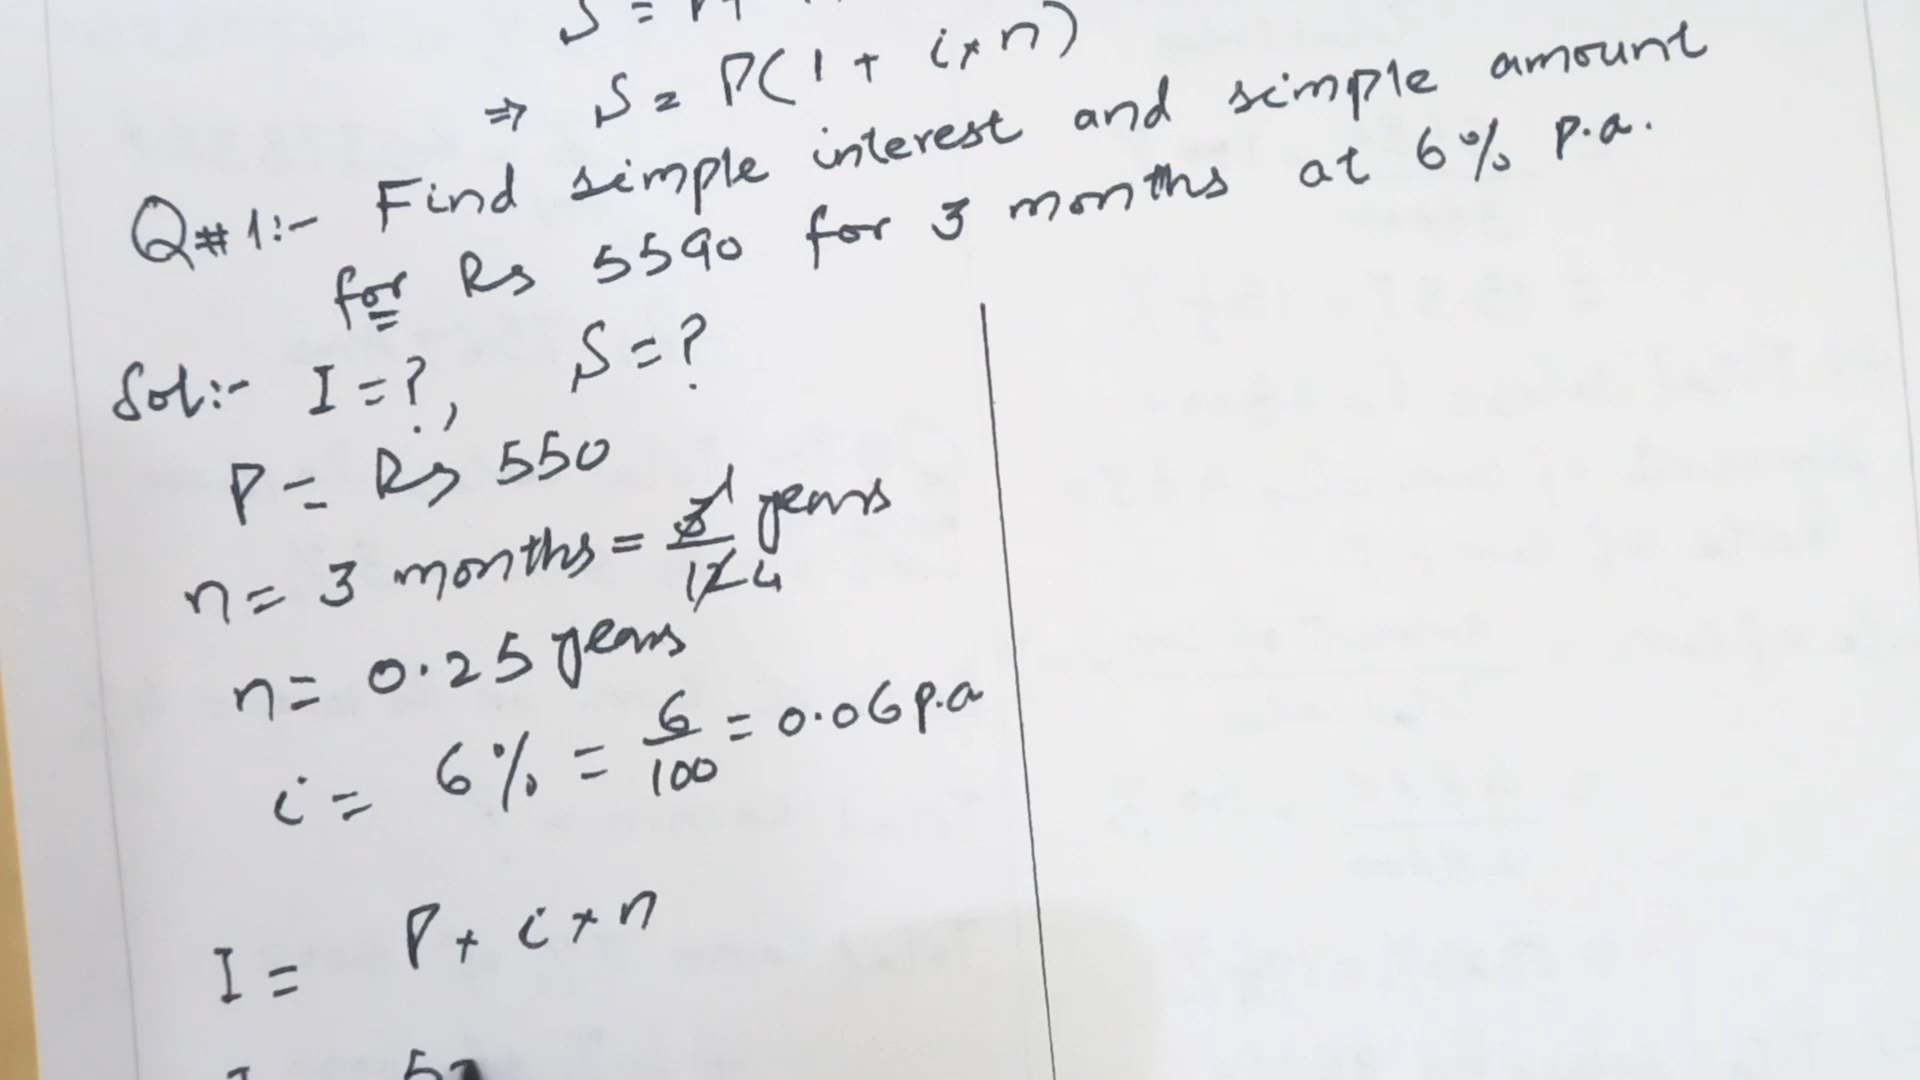 S = P
⇒ S = P(1 + i×n)
Q#1:- Find simple interest and simple amount
for Rs 5590 for 3 months at 6% p.a.
Sol:- I = ?, S = ?
P = Rs 550
n = 3 months = 3/12 1/4 years
n = 0.25 years
i = 6% = 6/100 = 0.06 p.a
I = P × i × n